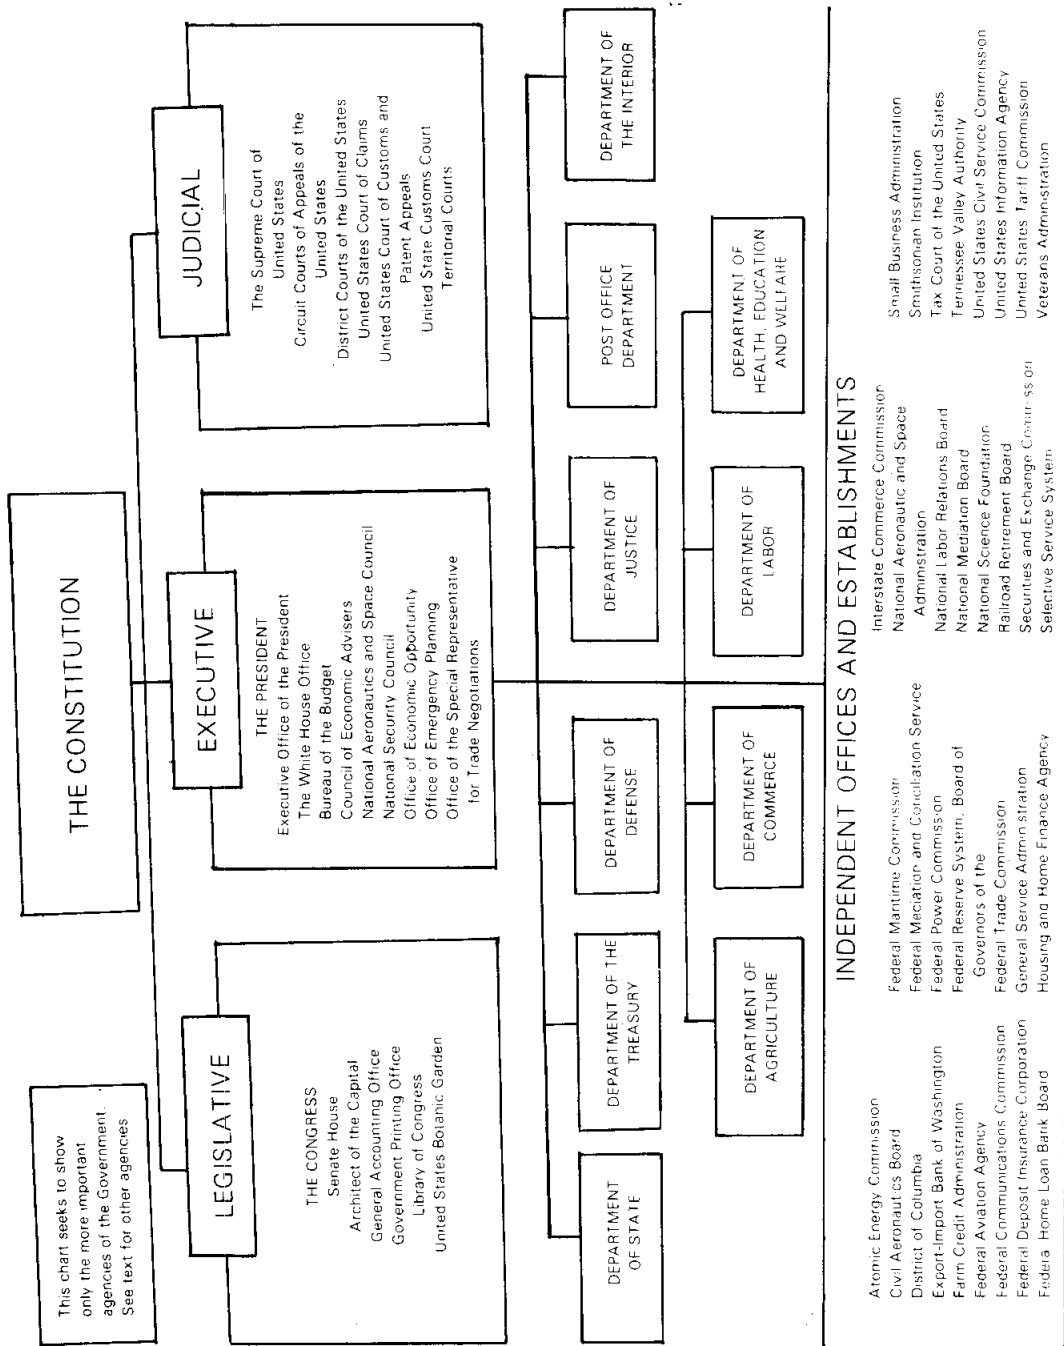 This chart seeks to show
only the more important
agencies of the Government.
See text for other agencies
THE CONSTITUTION
LEGISLATIVE
THE CONGRESS
Senate House
Architect of the Capital
General Accounting Office
Government Printing Office
Library of Congress
United States Botanic Garden
EXECUTIVE
THE PRESIDENT
Executive Office of the President
The White House Office
Bureau of the Budget
Council of Economic Advisers
National Aeronautics and Space Council
National Security Council
Office of Economic Opportunity
Office of Emergency Planning
Office of the Special Representative
for Trade Negotiations
JUDICIAL
The Supreme Court of
United States
Circuit Courts of Appeals of the
United States
District Courts of the United States
United States Court of Claims
United States Court of Customs and
Patent Appeals
United State Customs Court
Territorial Courts
DEPARTMENT
OF STATE
DEPARTMENT OF THE
TREASURY
DEPARTMENT OF
DEFENSE
DEPARTMENT OF
JUSTICE
POST OFFICE
DEPARTMENT
DEPARTMENT OF
THE INTERIOR
DEPARTMENT OF
AGRICULTURE
DEPARTMENT OF
COMMERCE
DEPARTMENT OF
LABOR
DEPARTMENT OF
HEALTH, EDUCATION
AND WELFARE
INDEPENDENT OFFICES AND ESTABLISHMENTS
Atomic Energy Commission
Civil Aeronautics Board
District of Columbia
Export-Import Bank of Washington
Farm Credit Administration
Federal Aviation Agency
Federal Communications Commission
Federal Deposit Insurance Corporation
Federal Home Loan Bank Board
Federal Maritime Commission
Federal Meciation and Conciliation Service
Federal Power Commission
Federal Reserve System, Board of
Governors of the
Federal Trade Commission
General Service Administration
Housing and Home Finance Agency
Interstate Commerce Commission
National Aeronautic and Space
Administration
National Labor Relations Board
National Mediation Board
National Science Foundation
Railroad Retirement Board
Securities and Exchange Commission
Selective Service System
Small Business Administration
Smithsonian Institution
Tax Court of the United States
Tennessee Valley Authority
United States Civil Service Commission
United States Information Agency
United States Tariff Commission
Veterans Administration